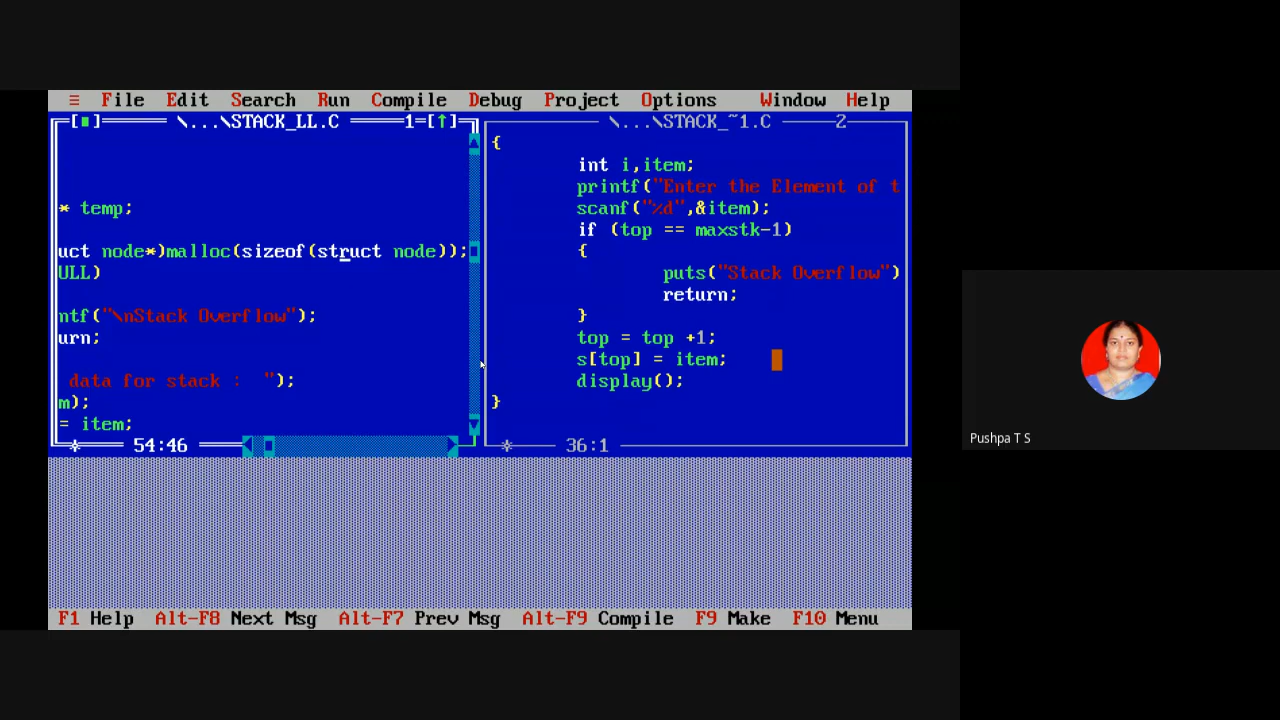 ≡ File Edit Search Run Compile Debug Project Options Window Help
\...\STACK_LL.C 1
* temp;
uct node*)malloc(sizeof(struct node));
ULL)
ntf("\nStack Overflow");
urn;
data for stack : ");
m);
= item;
54:46
\...\STACK_~1.C 2
{
int i,item;
printf("Enter the Element of t
scanf("%d",&item);
if (top == maxstk-1)
{
puts("Stack Overflow")
return;
}
top = top +1;
s[top] = item;
display();
}
36:1
F1 Help Alt-F8 Next Msg Alt-F7 Prev Msg Alt-F9 Compile F9 Make F10 Menu
Pushpa T S